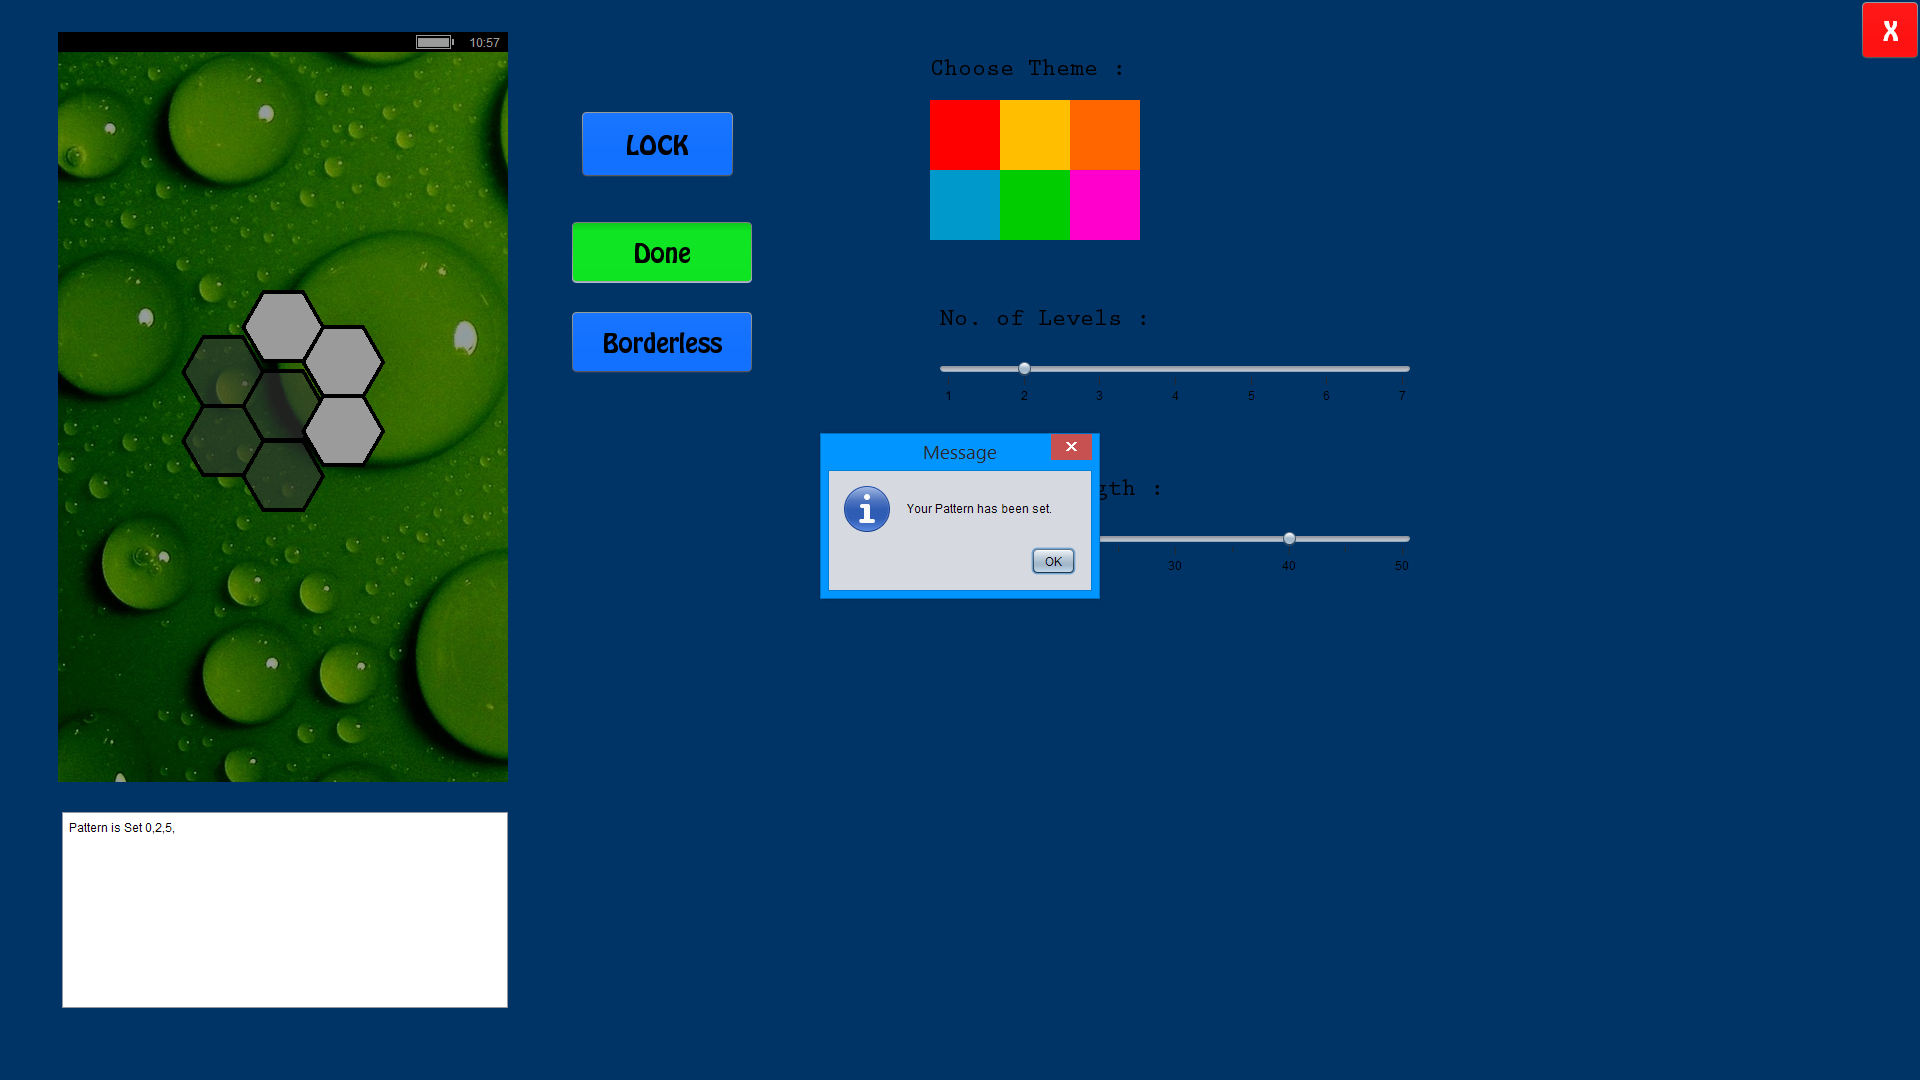 10:57
X
Choose Theme :
LOCK
Done
No. of Levels :
Borderless
1 2 3 4 5 6 7
Message
gth :
Your Pattern has been set.
OK
30 40 50
Pattern is Set 0,2,5,